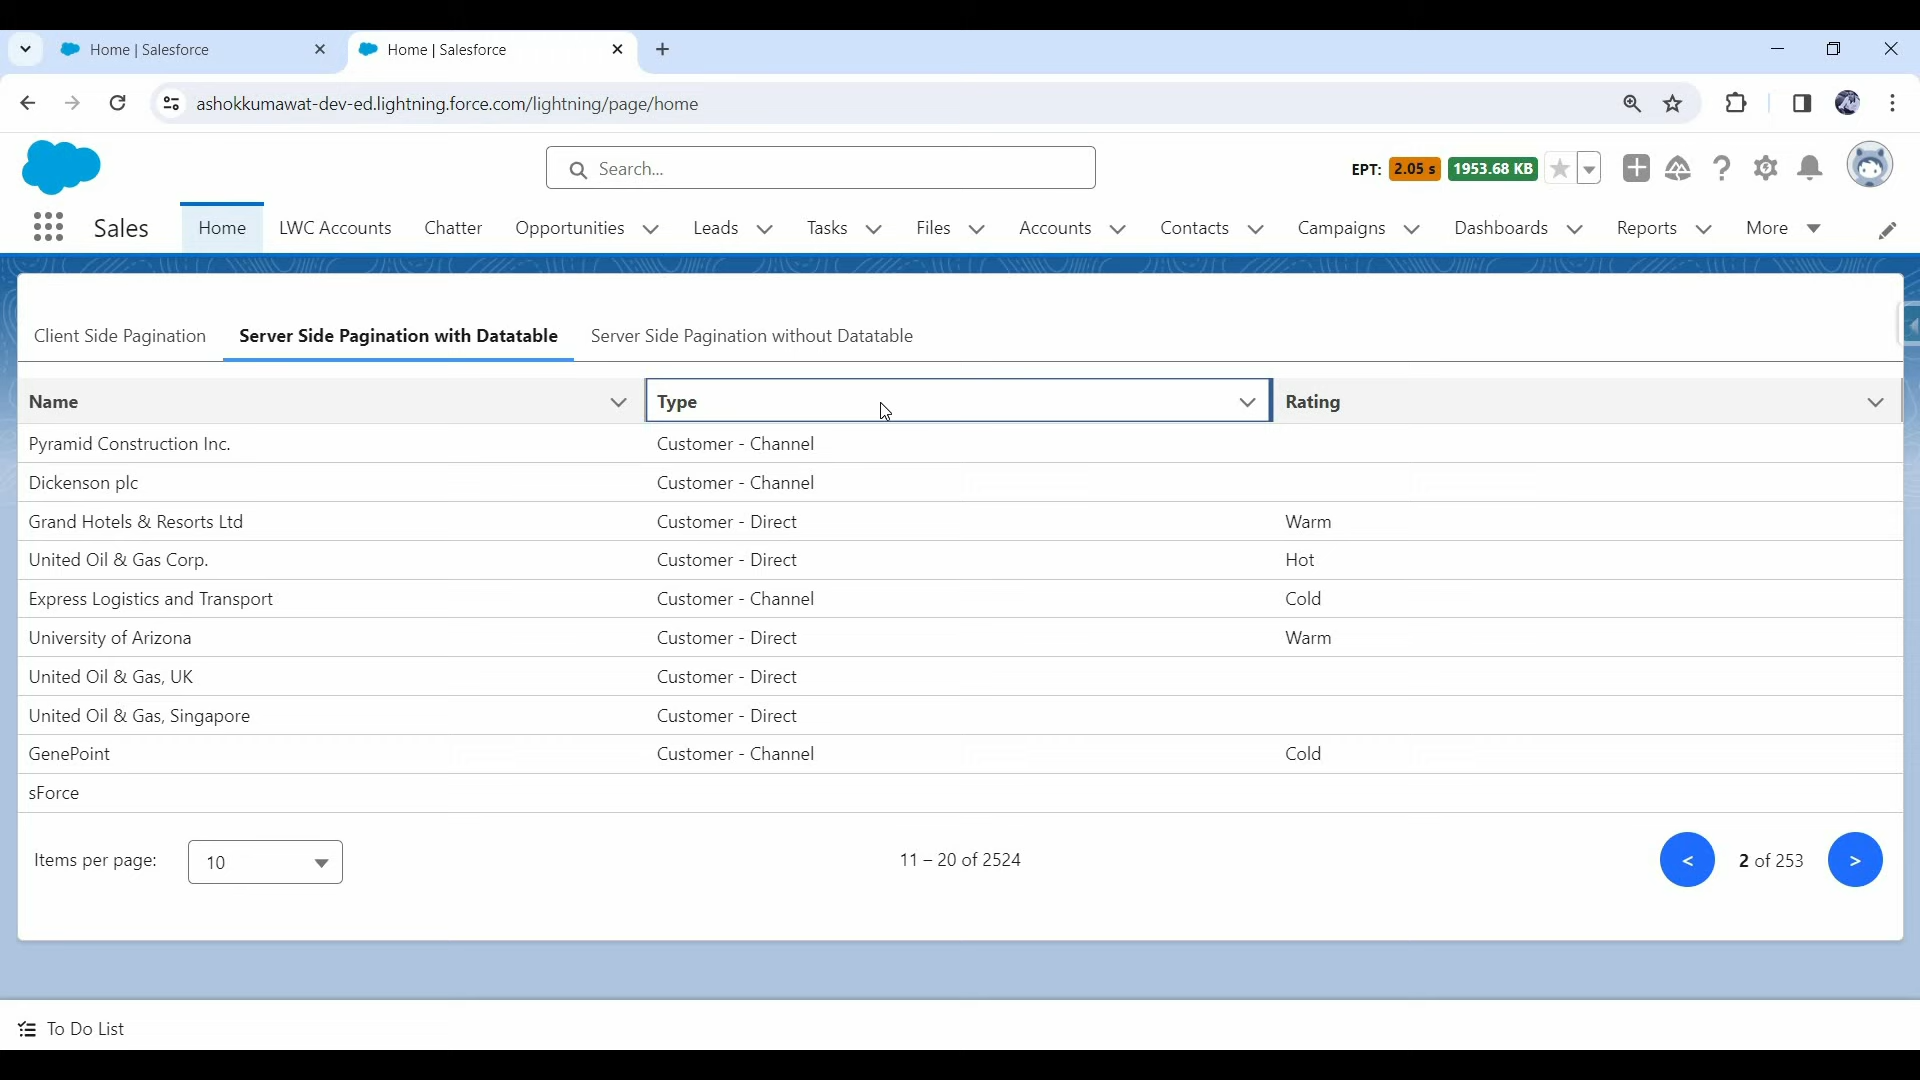 Home | Salesforce
Home | Salesforce
ashokkumawat-dev-ed.lightning.force.com/lightning/page/home
Search...
EPT: 2.05 s 1953.68 KB
Sales
Home LWC Accounts Chatter Opportunities Leads Tasks Files Accounts Contacts Campaigns Dashboards Reports More
Client Side Pagination Server Side Pagination with Datatable Server Side Pagination without Datatable
Name Type Rating
Pyramid Construction Inc. Customer - Channel
Dickenson plc Customer - Channel
Grand Hotels & Resorts Ltd Customer - Direct Warm
United Oil & Gas Corp. Customer - Direct Hot
Express Logistics and Transport Customer - Channel Cold
University of Arizona Customer - Direct Warm
United Oil & Gas, UK Customer - Direct
United Oil & Gas, Singapore Customer - Direct
GenePoint Customer - Channel Cold
sForce
Items per page: 10 11 – 20 of 2524 < 2 of 253 >
To Do List